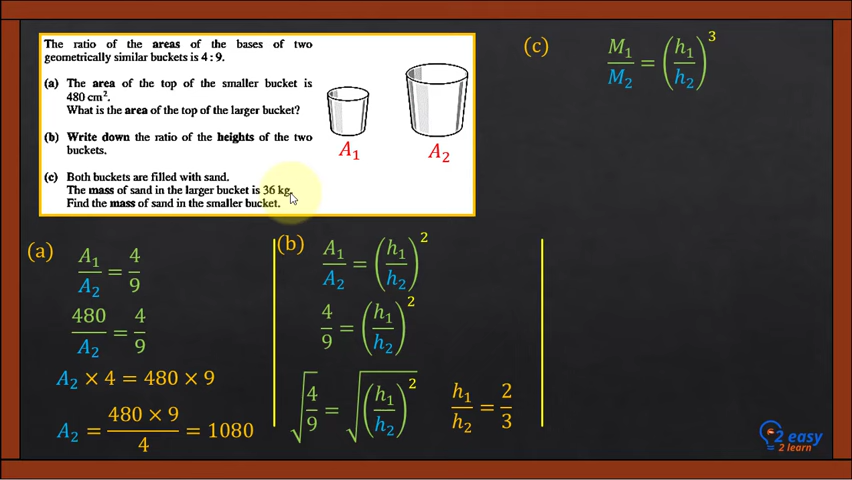 The ratio of the areas of the bases of two
geometrically similar buckets is 4 : 9.
(a) The area of the top of the smaller bucket is
480 cm².
What is the area of the top of the larger bucket?
(b) Write down the ratio of the heights of the two
buckets.
(c) Both buckets are filled with sand.
The mass of sand in the larger bucket is 36 kg.
Find the mass of sand in the smaller bucket.
A₁
A₂
(a)
A₁/A₂ = 4/9
480/A₂ = 4/9
A₂ × 4 = 480 × 9
A₂ = (480 × 9)/4 = 1080
(b)
A₁/A₂ = (h₁/h₂)²
4/9 = (h₁/h₂)²
√(4/9) = √((h₁/h₂)²)
h₁/h₂ = 2/3
(c)
M₁/M₂ = (h₁/h₂)³
2 easy
2 learn